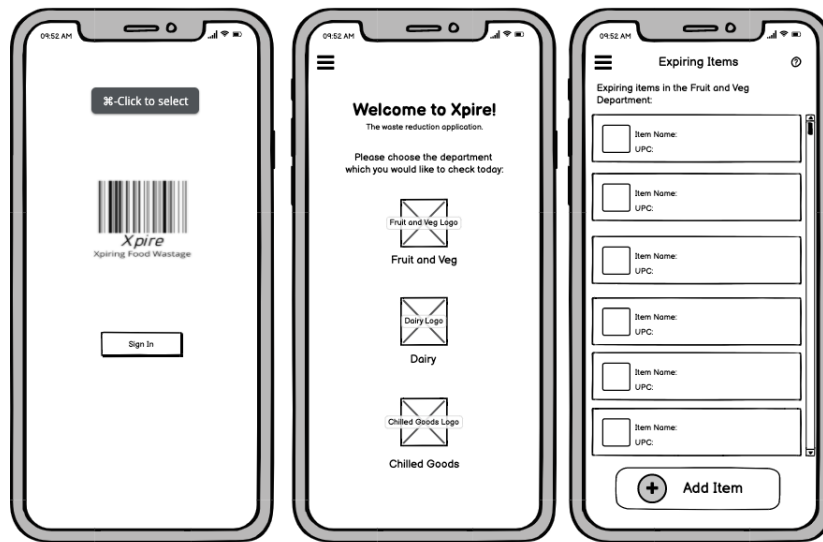 09:52 AM
⌘-Click to select
Xpire
Xpiring Food Wastage
Sign In
09:52 AM
Welcome to Xpire!
The waste reduction application.
Please choose the department
which you would like to check today:
Fruit and Veg Logo
Fruit and Veg
Dairy Logo
Dairy
Chilled Goods Logo
Chilled Goods
09:52 AM
Expiring Items
?
Expiring items in the Fruit and Veg
Department:
Item Name:
UPC:
Item Name:
UPC:
Item Name:
UPC:
Item Name:
UPC:
Item Name:
UPC:
Item Name:
UPC:
+ Add Item